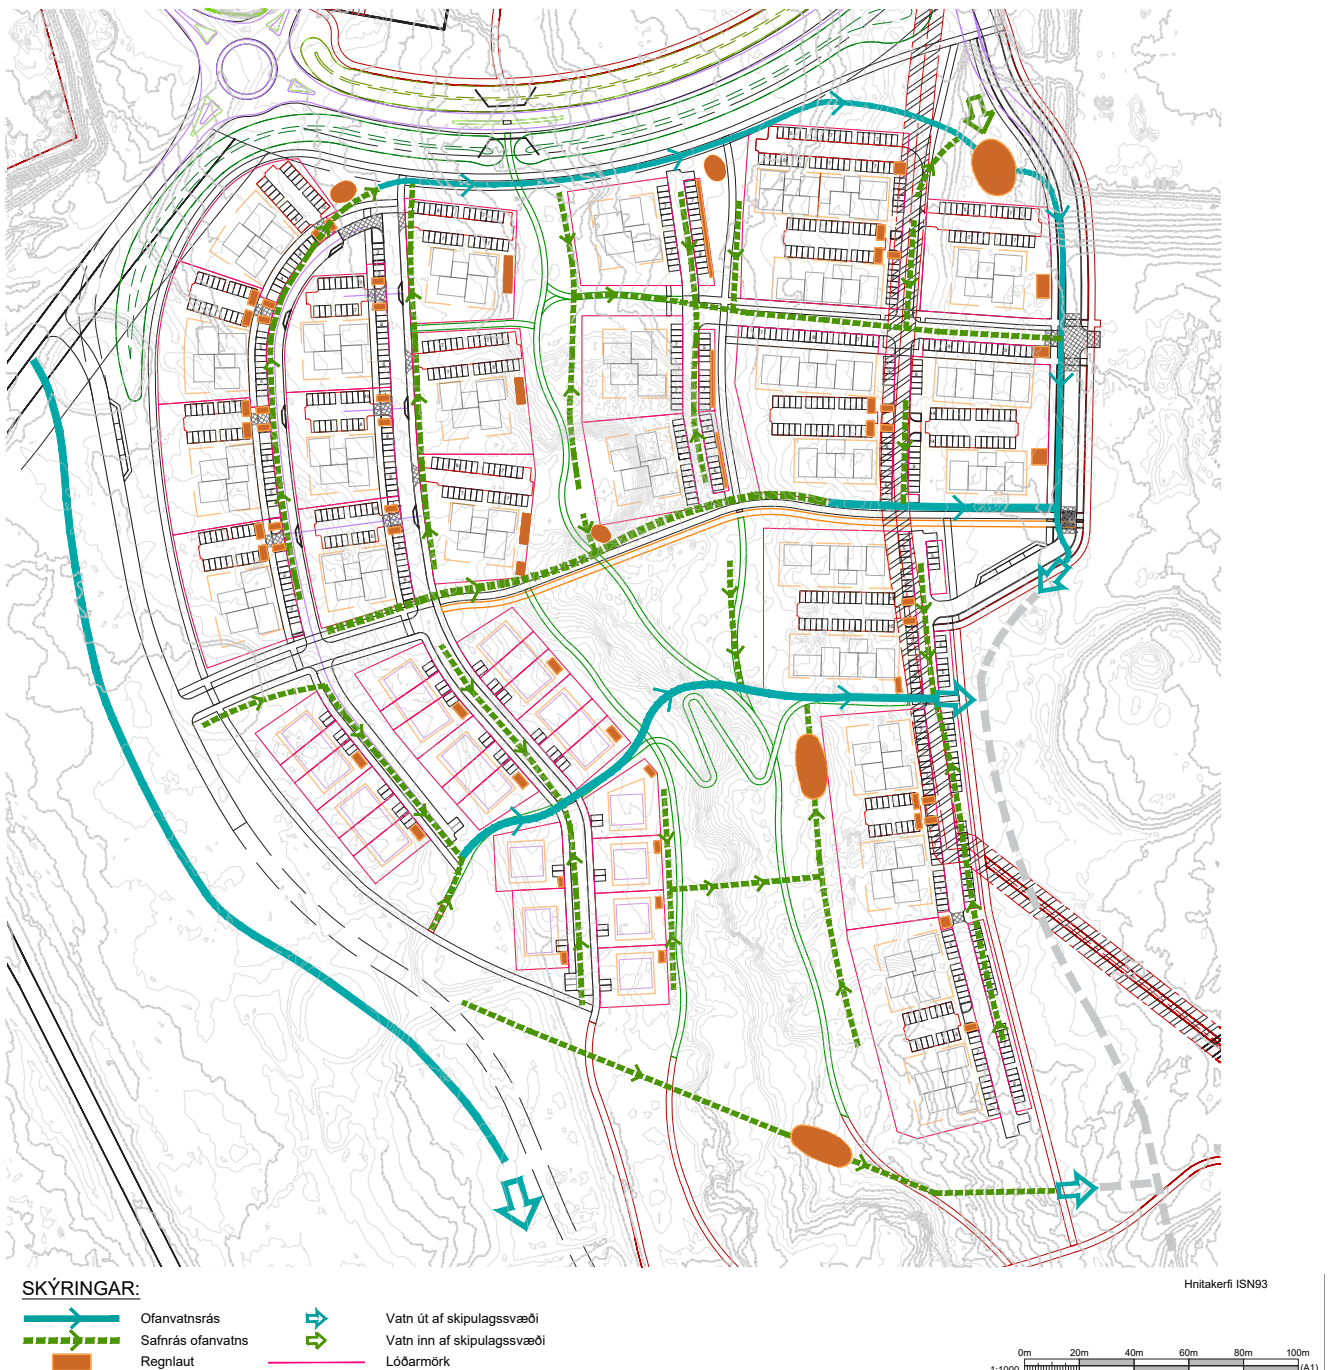 SKÝRINGAR:
Ofanvatnsrás
Safnrás ofanvatns
Regnlaut
Vatn út af skipulagssvæði
Vatn inn af skipulagssvæði
Lóðarmörk
Hnitakerfi ISN93
0m 20m 40m 60m 80m 100m
1:1000 (A1)